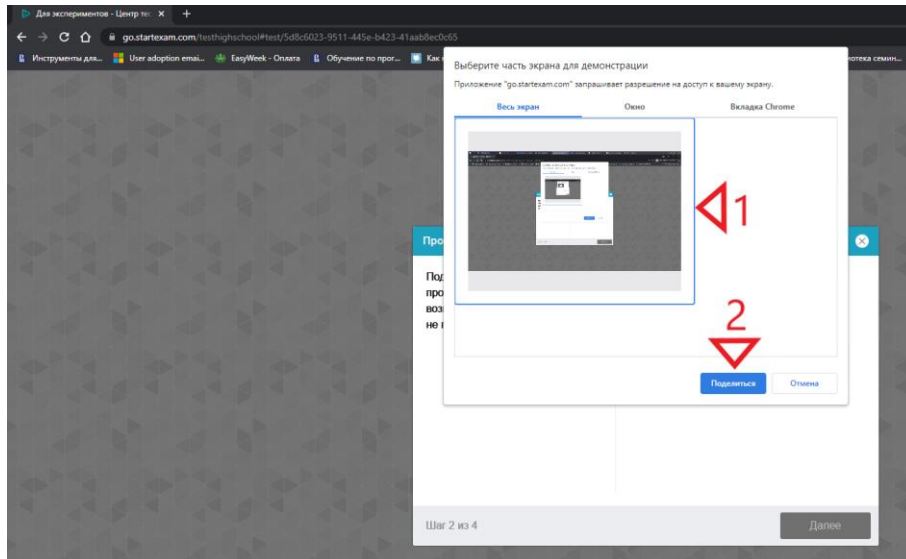 Для экспериментов - Центр тес
go.startexam.com/testhighschool#test/5d8c6023-9511-445e-b423-41aab8ec0c65
Инструменты для... User adoption emai... EasyWeek - Оплата Обучение по прог... Как
отека семин...
Выберите часть экрана для демонстрации
Приложение "go.startexam.com" запрашивает разрешение на доступ к вашему экрану.
Весь экран Окно Вкладка Chrome
1
Про
Под
про
воз
не
2
Поделиться Отмена
Шаг 2 из 4 Далее